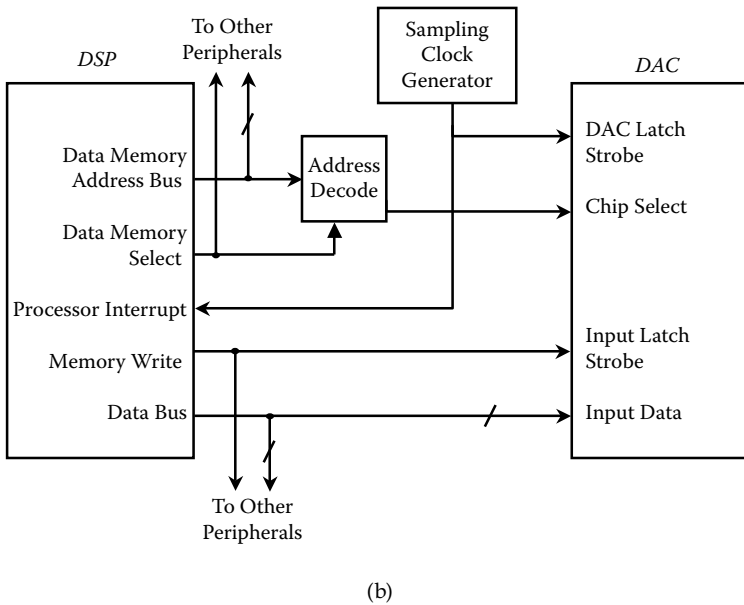 To Other
Peripherals
Sampling
Clock
Generator
DSP
DAC
Data Memory
Address Bus
Address
Decode
DAC Latch
Strobe
Chip Select
Data Memory
Select
Processor Interrupt
Memory Write
Input Latch
Strobe
Data Bus
Input Data
To Other
Peripherals
(b)